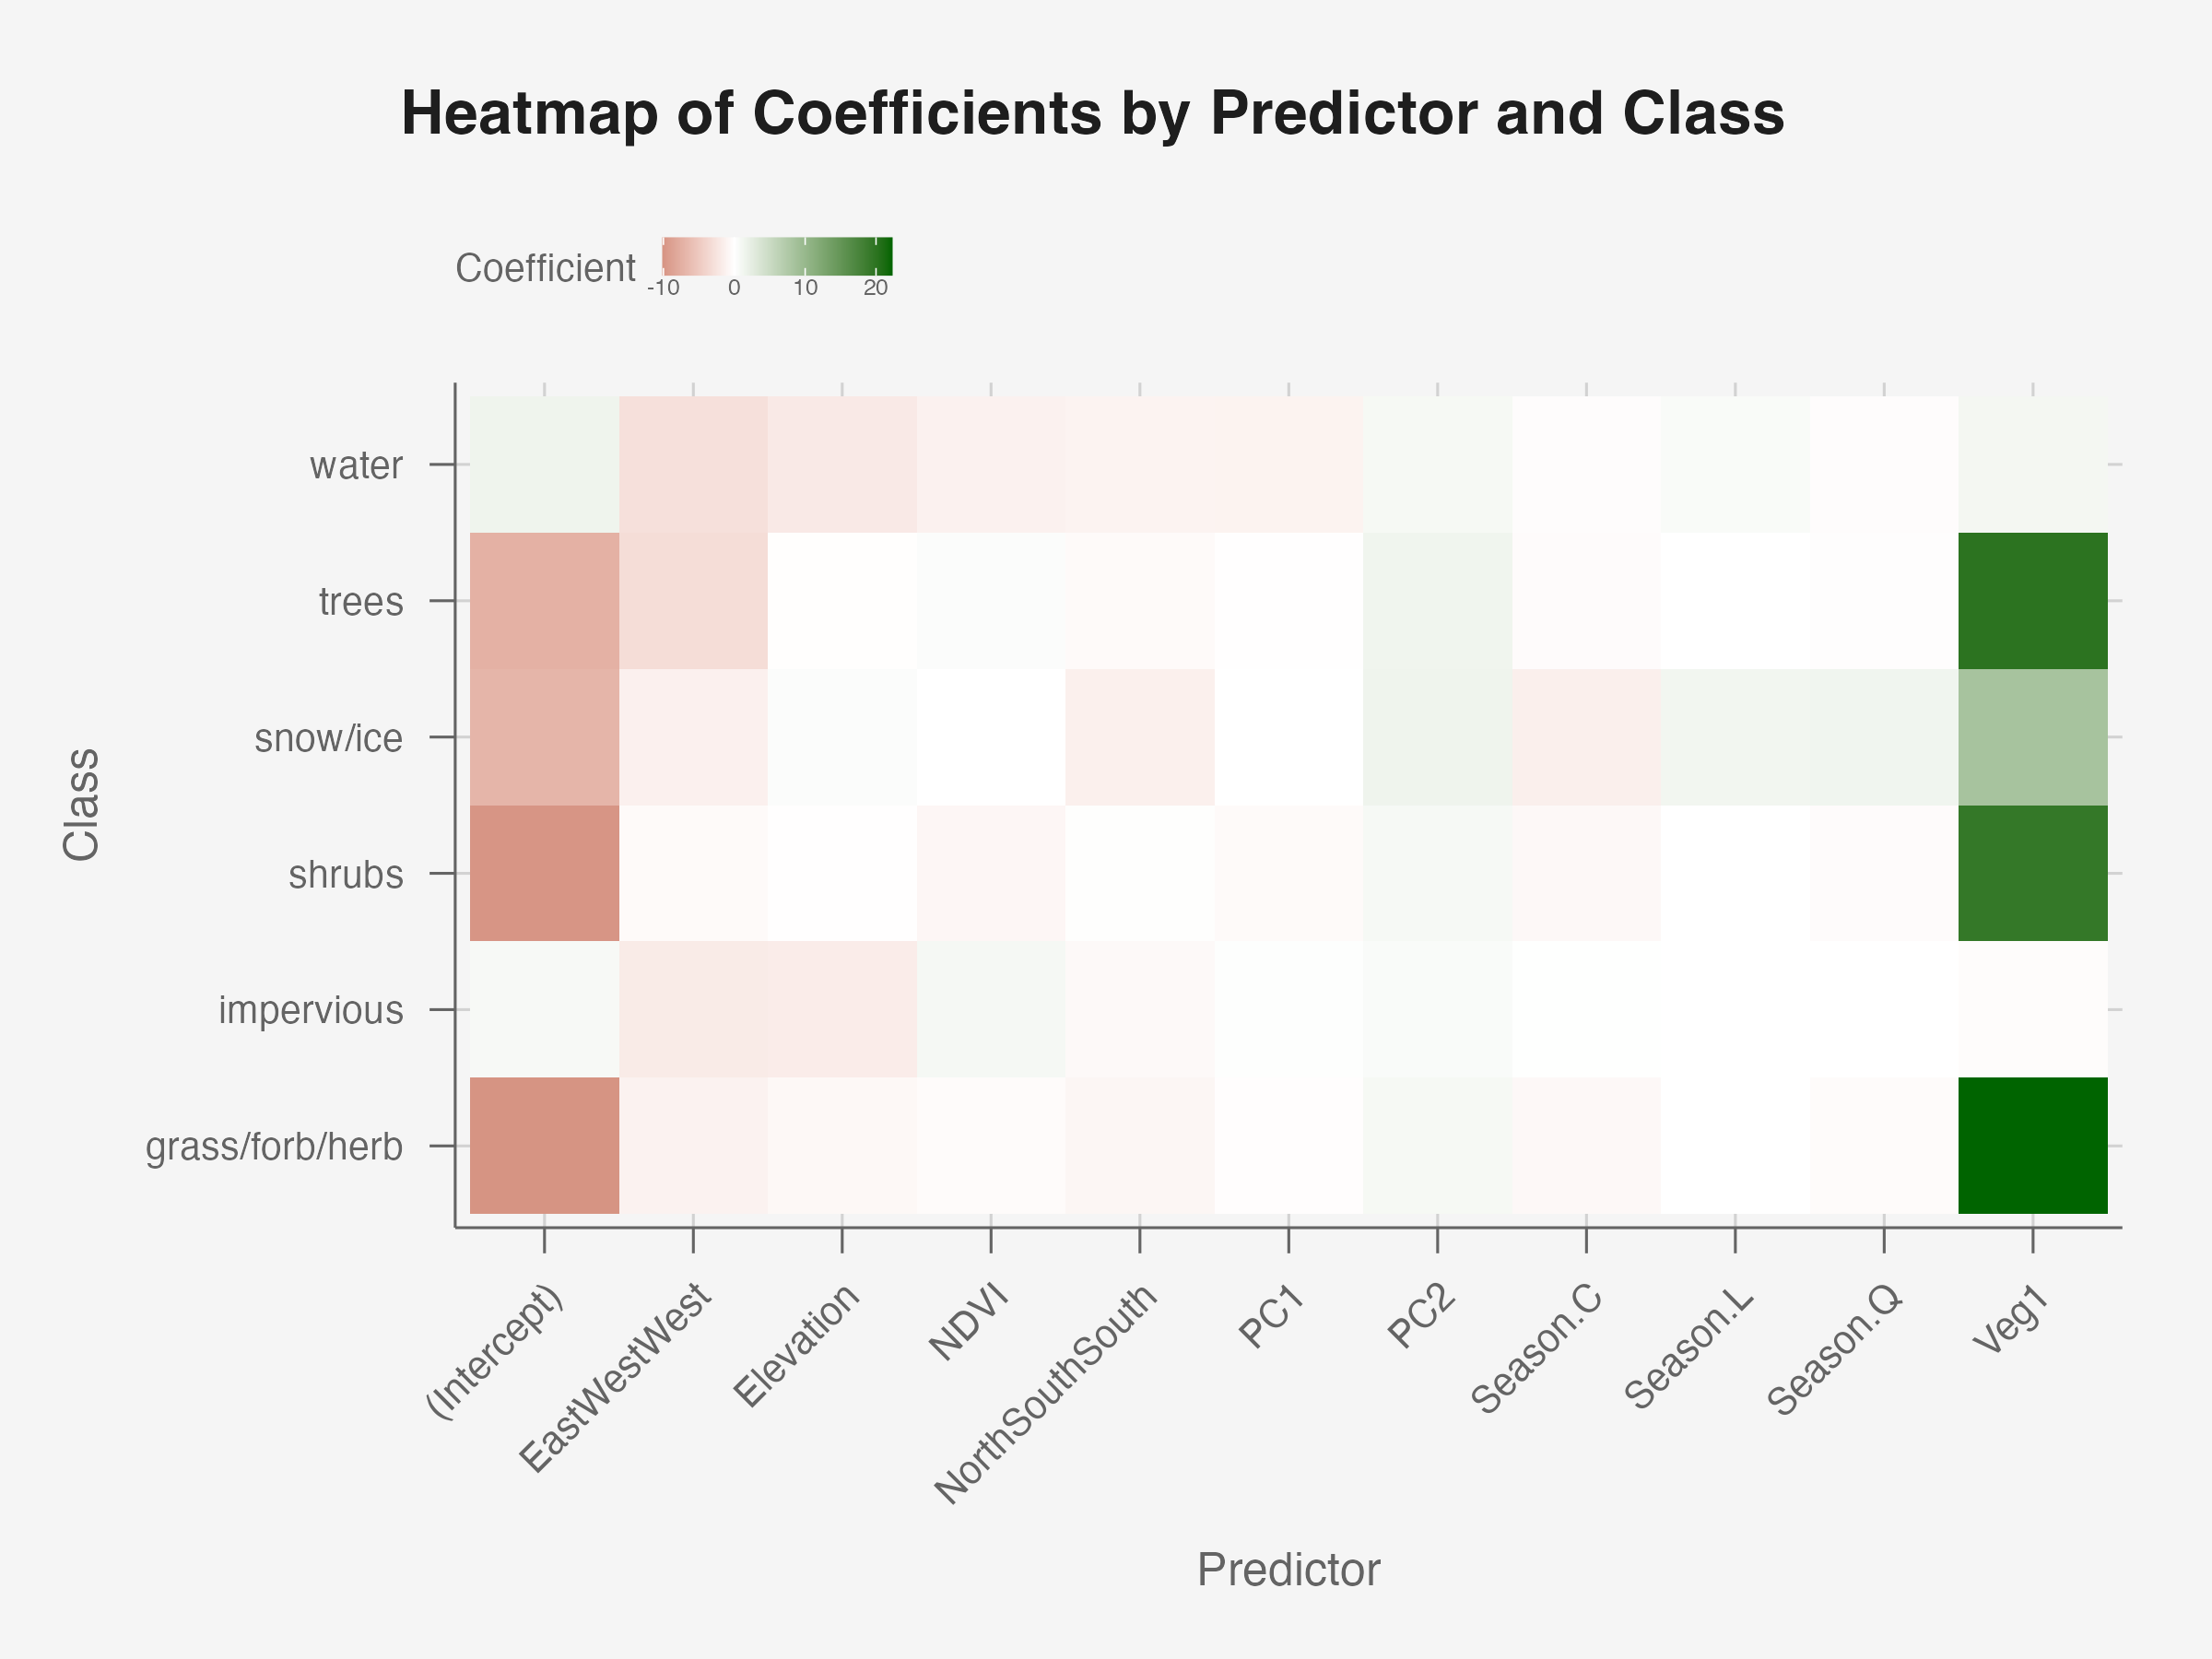 Heatmap of Coefficients by Predictor and Class
Coefficient
-10 0 10 20
Class
water
trees
snow/ice
shrubs
impervious
grass/forb/herb
(Intercept) EastWestWest Elevation NDVI NorthSouthSouth PC1 PC2 Season.C Season.L Season.Q Veg1
Predictor